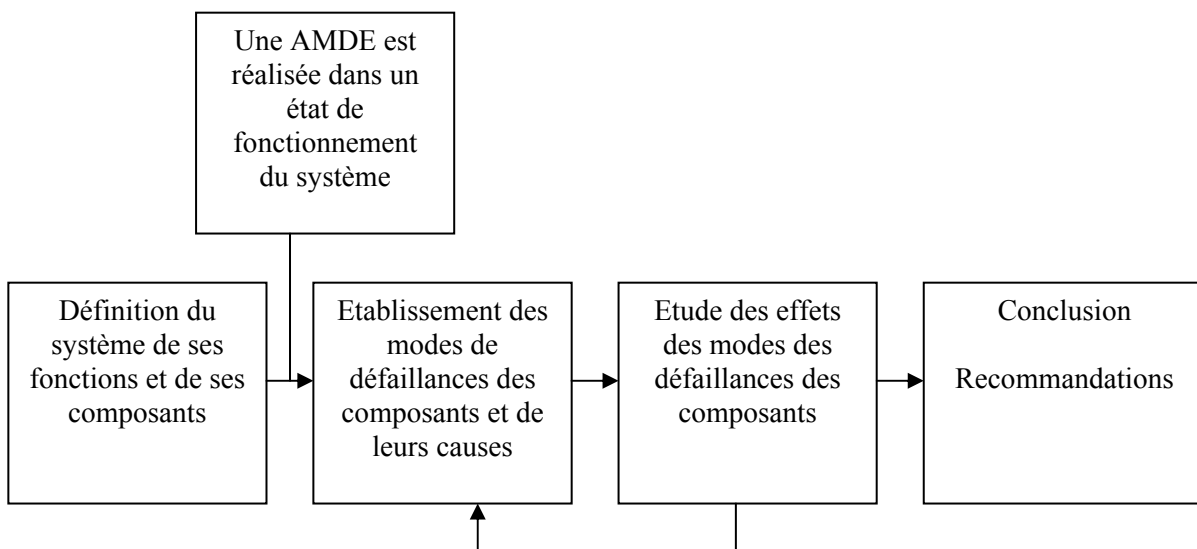 Une AMDE est
réalisée dans un
état de
fonctionnement
du système
Définition du
système de ses
fonctions et de ses
composants
Etablissement des
modes de
défaillances des
composants et de
leurs causes
Etude des effets
des modes des
défaillances des
composants
Conclusion
Recommandations